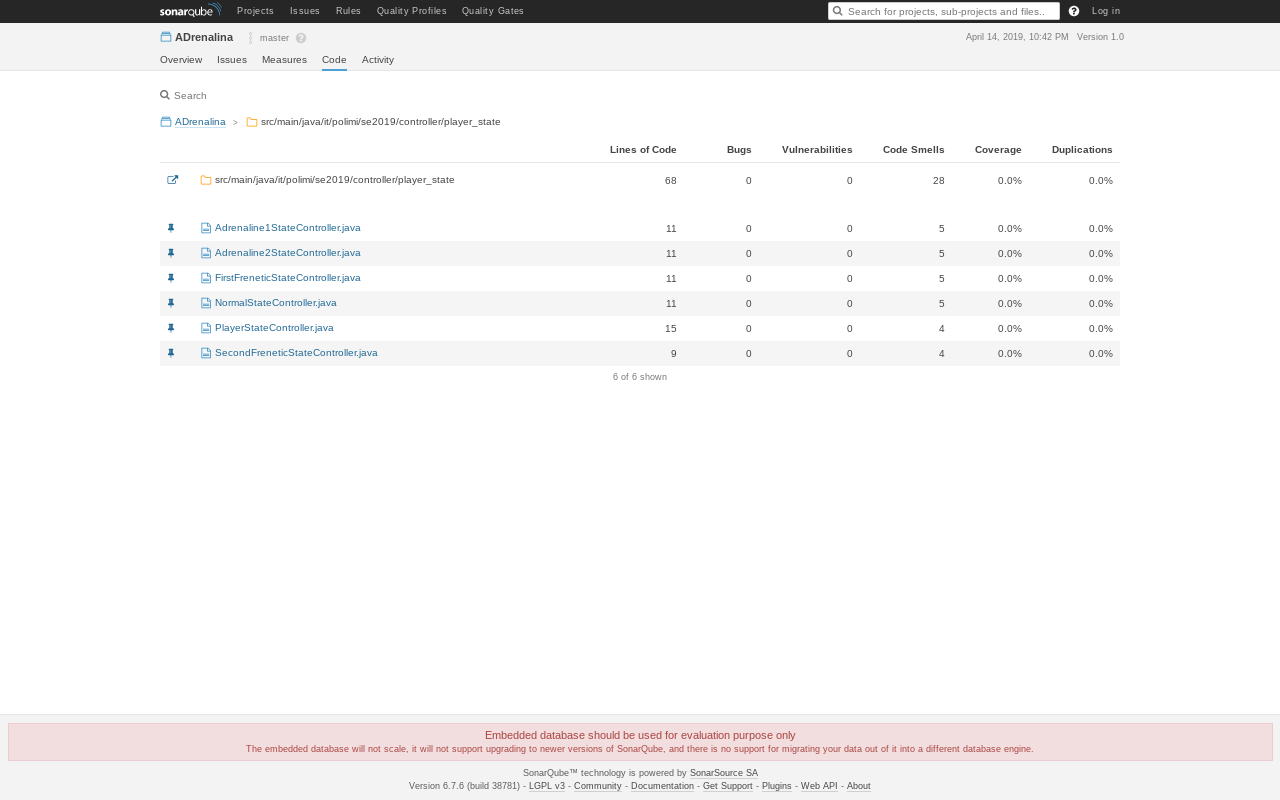 sonarqube Projects Issues Rules Quality Profiles Quality Gates Search for projects, sub-projects and files.. Log in
ADrenalina master April 14, 2019, 10:42 PM Version 1.0
Overview Issues Measures Code Activity
Search
ADrenalina > src/main/java/it/polimi/se2019/controller/player_state
Lines of Code Bugs Vulnerabilities Code Smells Coverage Duplications
src/main/java/it/polimi/se2019/controller/player_state 68 0 0 28 0.0% 0.0%
Adrenaline1StateController.java 11 0 0 5 0.0% 0.0%
Adrenaline2StateController.java 11 0 0 5 0.0% 0.0%
FirstFreneticStateController.java 11 0 0 5 0.0% 0.0%
NormalStateController.java 11 0 0 5 0.0% 0.0%
PlayerStateController.java 15 0 0 4 0.0% 0.0%
SecondFreneticStateController.java 9 0 0 4 0.0% 0.0%
6 of 6 shown
Embedded database should be used for evaluation purpose only
The embedded database will not scale, it will not support upgrading to newer versions of SonarQube, and there is no support for migrating your data out of it into a different database engine.
SonarQube™ technology is powered by SonarSource SA
Version 6.7.6 (build 38781) - LGPL v3 - Community - Documentation - Get Support - Plugins - Web API - About